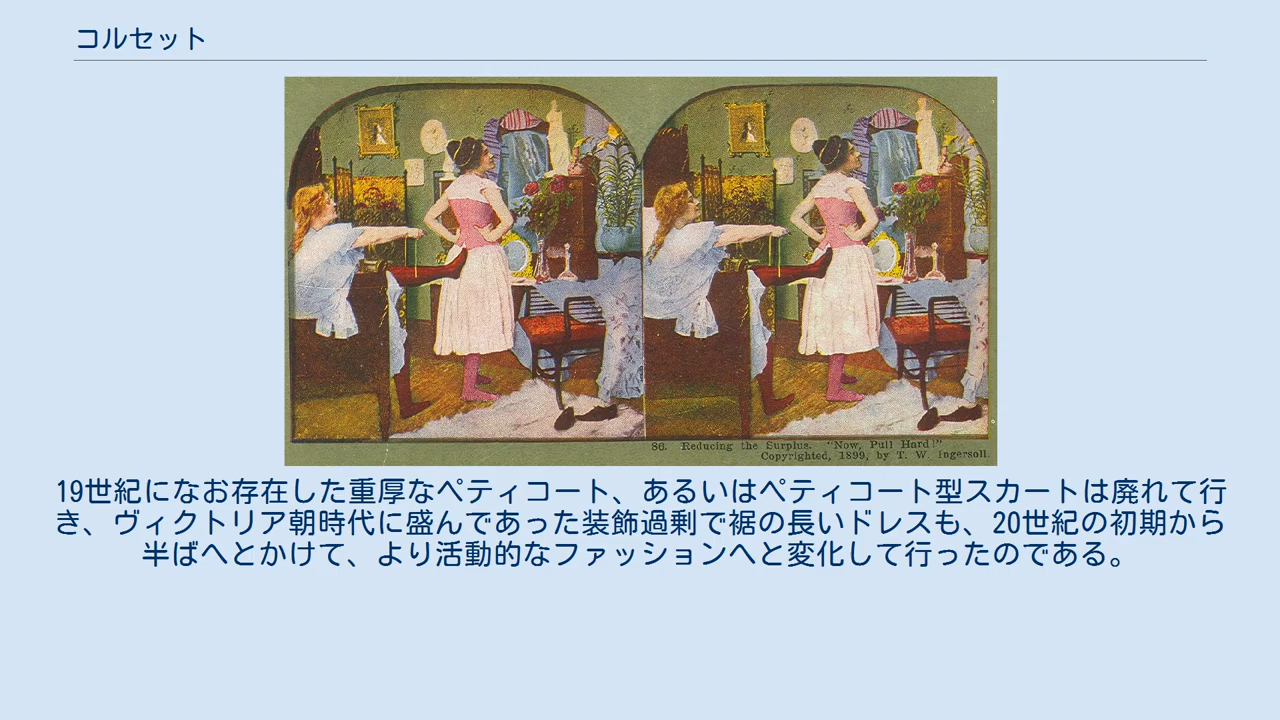 コルセット
86. Reducing the Surplus. "Now, Pull Hard!"
Copyrighted, 1899, by T. W. Ingersoll.
19世紀になお存在した重厚なペティコート、あるいはペティコート型スカートは廃れて行
き、ヴィクトリア朝時代に盛んであった装飾過剰で裾の長いドレスも、20世紀の初期から
半ばへとかけて、より活動的なファッションへと変化して行ったのである。